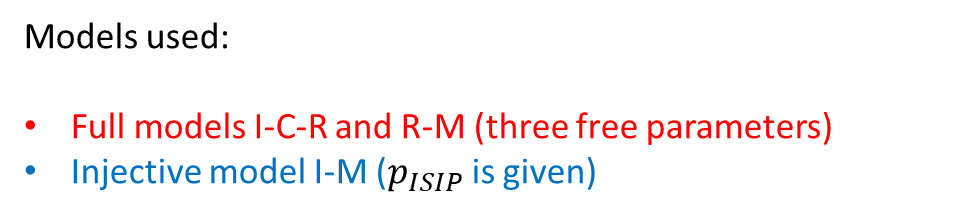 Models used:
• Full models I-C-R and R-M (three free parameters)
• Injective model I-M (p_ISIP is given)